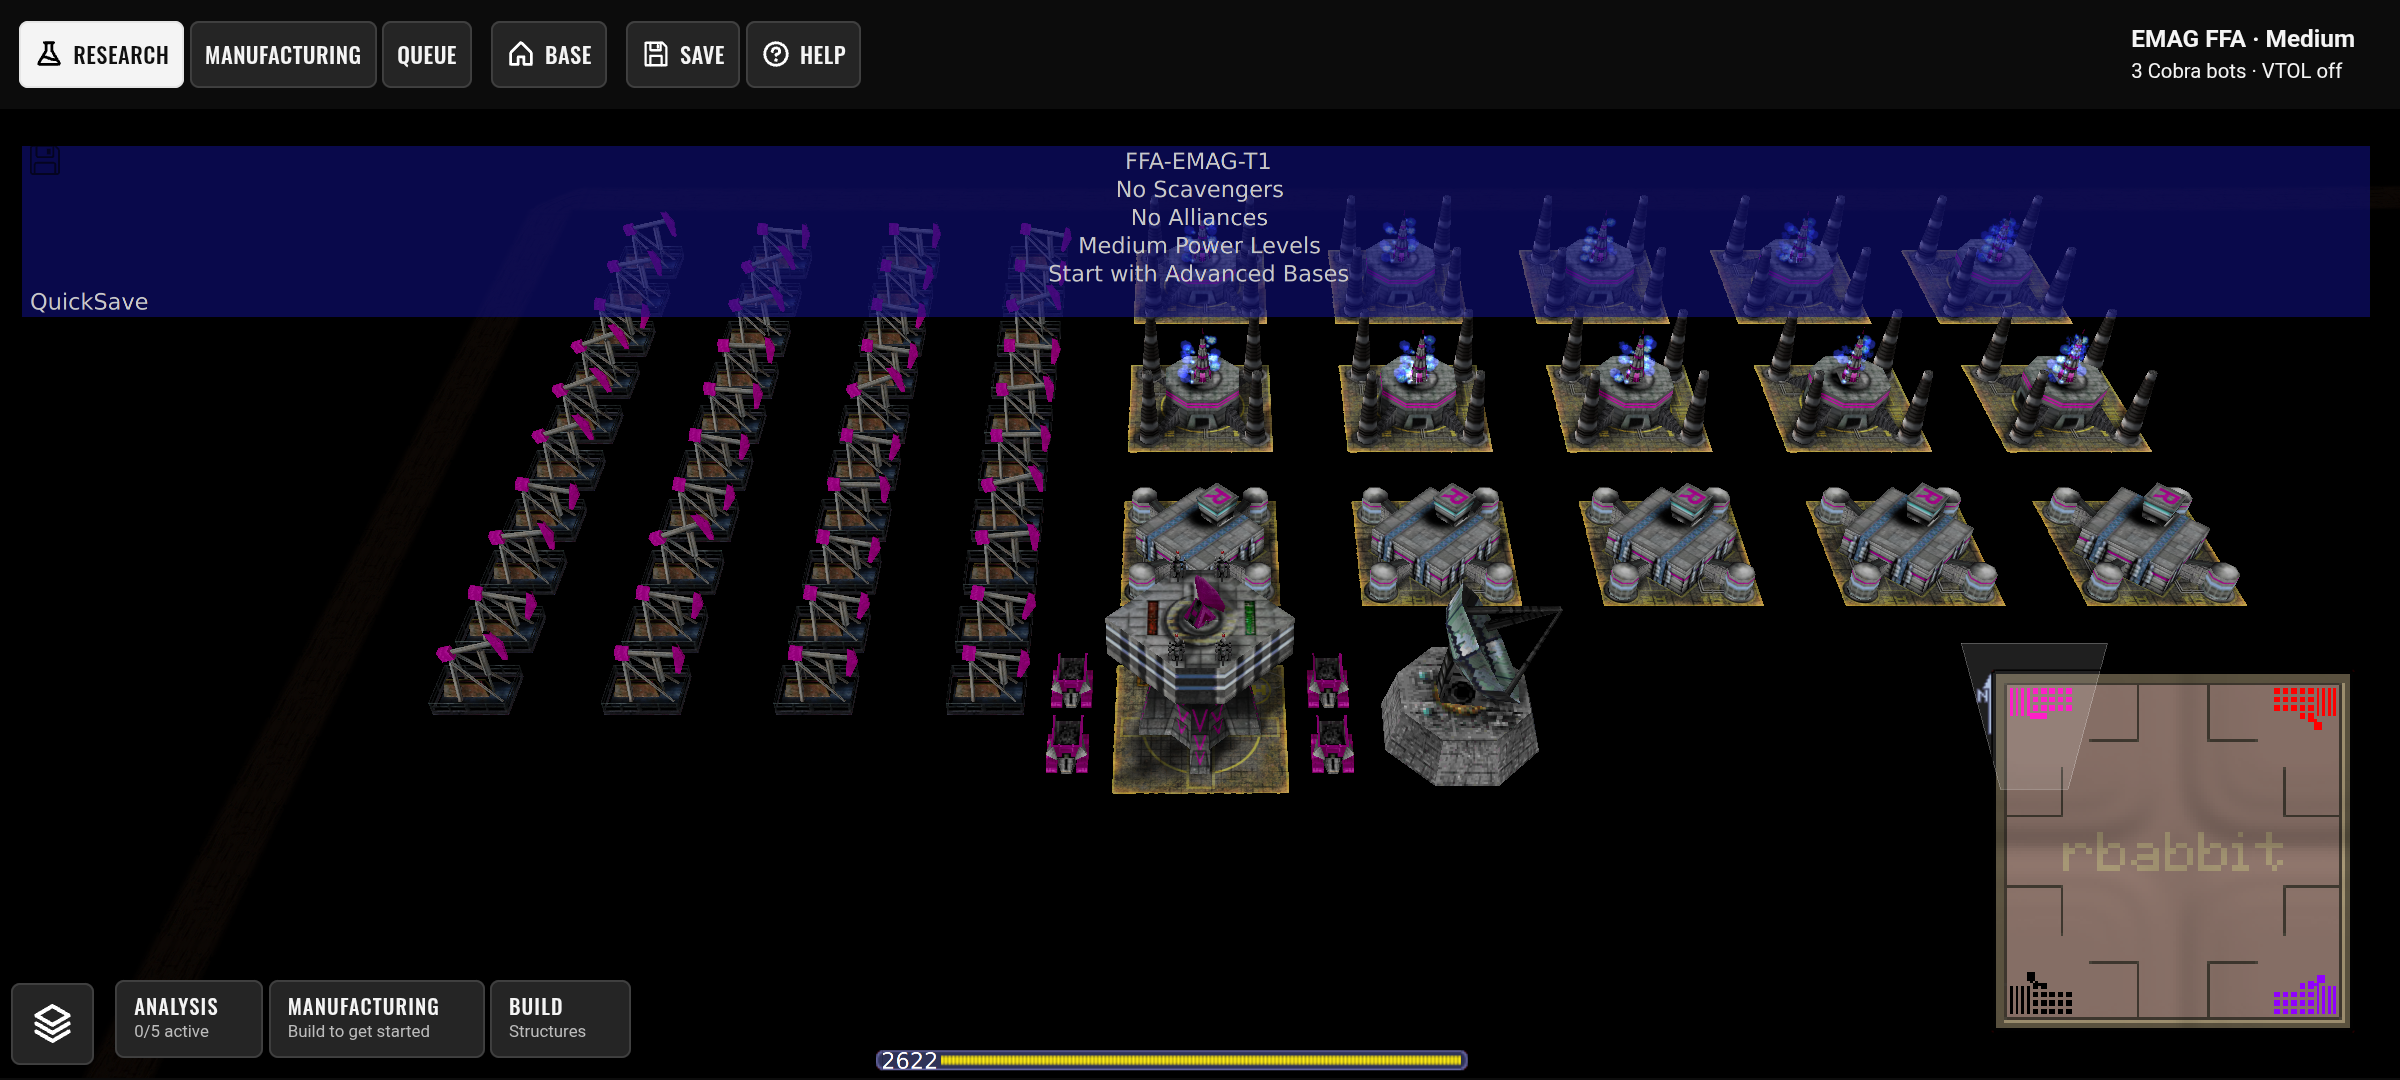 RESEARCH
MANUFACTURING
QUEUE
BASE
SAVE
HELP
EMAG FFA · Medium
3 Cobra bots · VTOL off
FFA-EMAG-T1
No Scavengers
No Alliances
Medium Power Levels
Start with Advanced Bases
QuickSave
R
R
R
R
R
N
rbabbit
ANALYSIS
0/5 active
MANUFACTURING
Build to get started
BUILD
Structures
2622